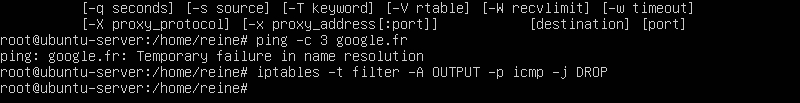 [-q seconds] [-s source] [-T keyword] [-V rtable] [-W recvlimit] [-w timeout]
[-X proxy_protocol] [-x proxy_address[:port]] [destination] [port]
root@ubuntu-server:/home/reine# ping -c 3 google.fr
ping: google.fr: Temporary failure in name resolution
root@ubuntu-server:/home/reine# iptables -t filter -A OUTPUT -p icmp -j DROP
root@ubuntu-server:/home/reine#